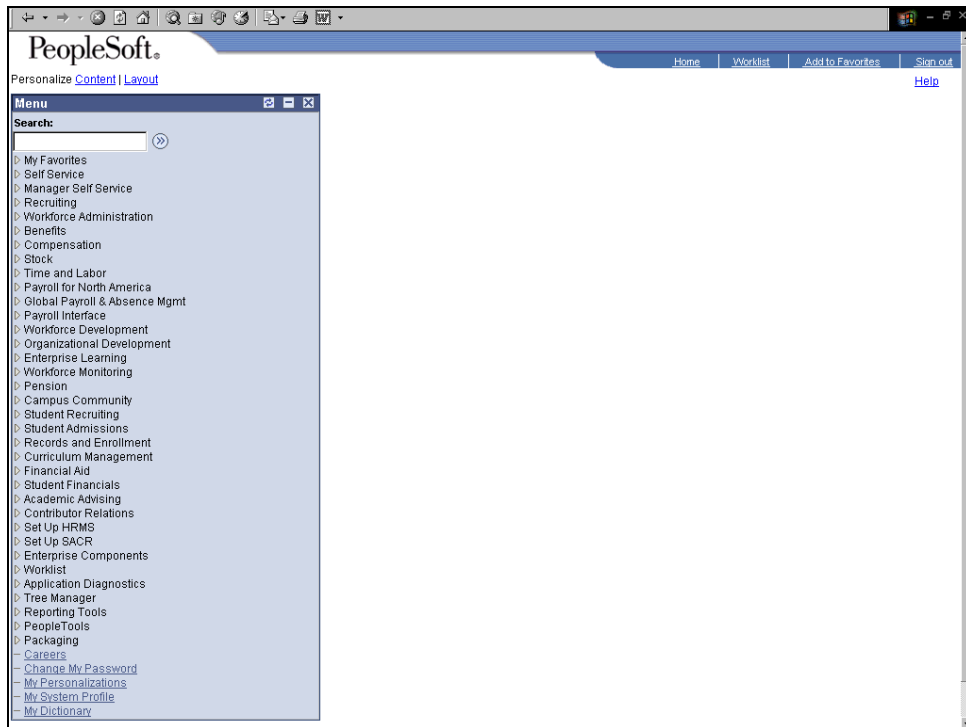 PeopleSoft.
Home Worklist Add to Favorites Sign out
Personalize Content | Layout
Help
Menu
Search:
My Favorites
Self Service
Manager Self Service
Recruiting
Workforce Administration
Benefits
Compensation
Stock
Time and Labor
Payroll for North America
Global Payroll & Absence Mgmt
Payroll Interface
Workforce Development
Organizational Development
Enterprise Learning
Workforce Monitoring
Pension
Campus Community
Student Recruiting
Student Admissions
Records and Enrollment
Curriculum Management
Financial Aid
Student Financials
Academic Advising
Contributor Relations
Set Up HRMS
Set Up SACR
Enterprise Components
Worklist
Application Diagnostics
Tree Manager
Reporting Tools
PeopleTools
Packaging
Careers
Change My Password
My Personalizations
My System Profile
My Dictionary